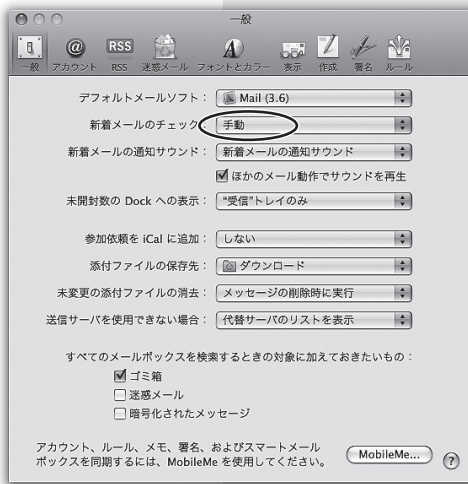 一般
一般 アカウント RSS 迷惑メール フォントとカラー 表示 作成 署名 ルール
デフォルトメールソフト： Mail (3.6)
新着メールのチェック： 手動
新着メールの通知サウンド： 新着メールの通知サウンド
ほかのメール動作でサウンドを再生
未開封数の Dock への表示： “受信”トレイのみ
参加依頼を iCal に追加： しない
添付ファイルの保存先： ダウンロード
未変更の添付ファイルの消去： メッセージの削除時に実行
送信サーバを使用できない場合： 代替サーバのリストを表示
すべてのメールボックスを検索するときの対象に加えておきたいもの：
ゴミ箱
迷惑メール
暗号化されたメッセージ
アカウント、ルール、メモ、署名、およびスマートメール
ボックスを同期するには、MobileMe を使用してください。 MobileMe... ?